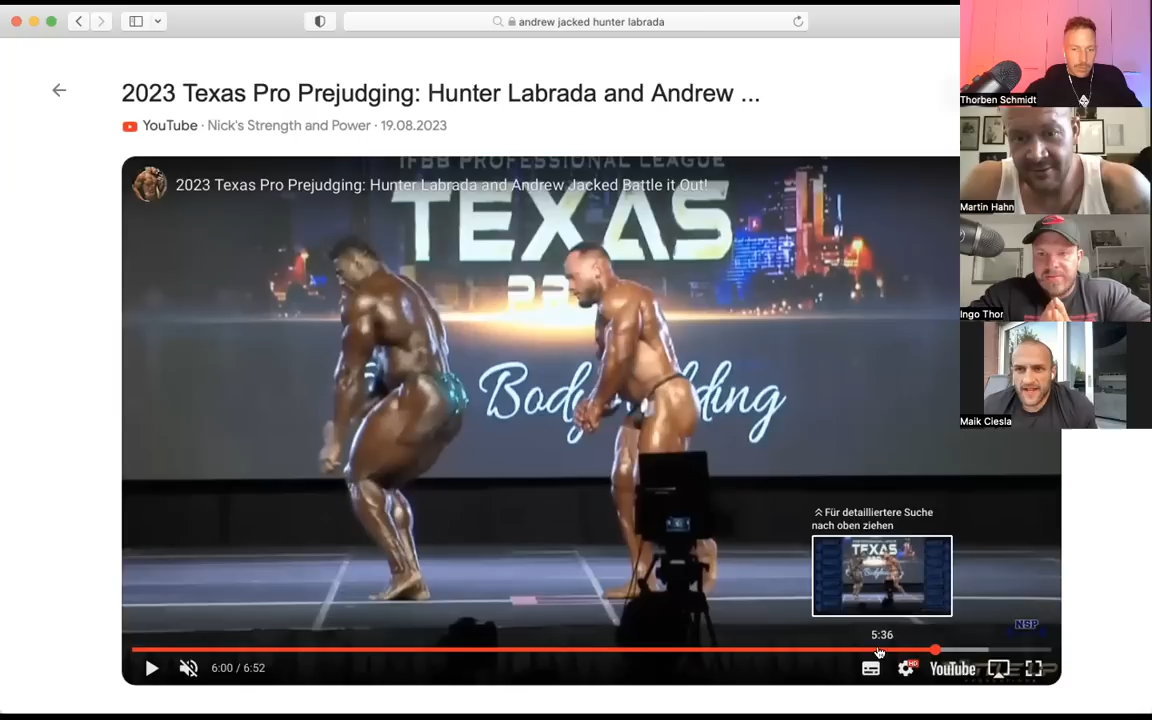 andrew jacked hunter labrada
2023 Texas Pro Prejudging: Hunter Labrada and Andrew ...
YouTube · Nick's Strength and Power · 19.08.2023
IFBB PROFESSIONAL LEAGUE
2023 Texas Pro Prejudging: Hunter Labrada and Andrew Jacked Battle it Out!
TEXAS
Für detailliertere Suche
nach oben ziehen
TEXAS
5:36
NSP
6:00 / 6:52
HD
YouTube
Thorben Schmidt
Martin Hahn
Ingo Thor
Maik Ciesla